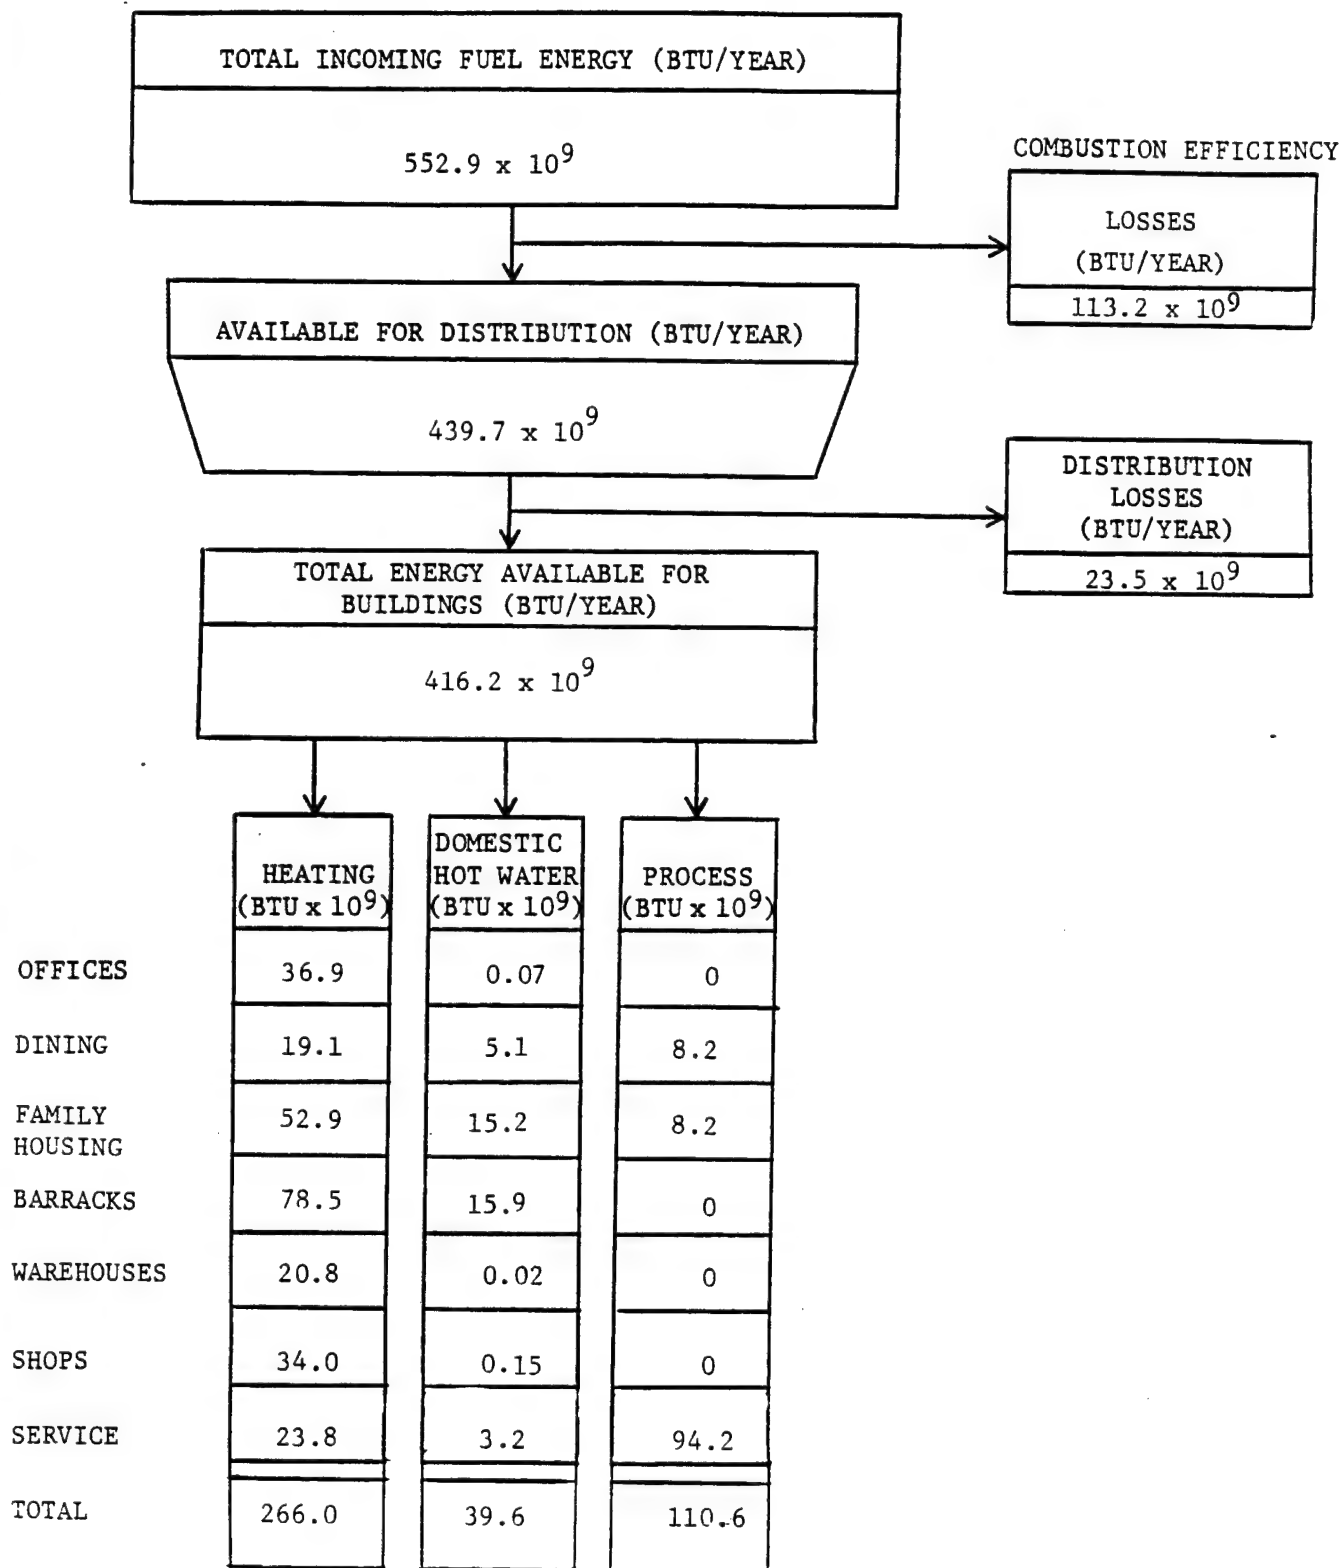 TOTAL INCOMING FUEL ENERGY (BTU/YEAR)
552.9 x 10⁹
COMBUSTION EFFICIENCY
LOSSES
(BTU/YEAR)
113.2 x 10⁹
AVAILABLE FOR DISTRIBUTION (BTU/YEAR)
439.7 x 10⁹
DISTRIBUTION
LOSSES
(BTU/YEAR)
23.5 x 10⁹
TOTAL ENERGY AVAILABLE FOR
BUILDINGS (BTU/YEAR)
416.2 x 10⁹
HEATING
(BTU x 10⁹)
DOMESTIC
HOT WATER
(BTU x 10⁹)
PROCESS
(BTU x 10⁹)
OFFICES 36.9 0.07 0
DINING 19.1 5.1 8.2
FAMILY
HOUSING 52.9 15.2 8.2
BARRACKS 78.5 15.9 0
WAREHOUSES 20.8 0.02 0
SHOPS 34.0 0.15 0
SERVICE 23.8 3.2 94.2
TOTAL 266.0 39.6 110.6